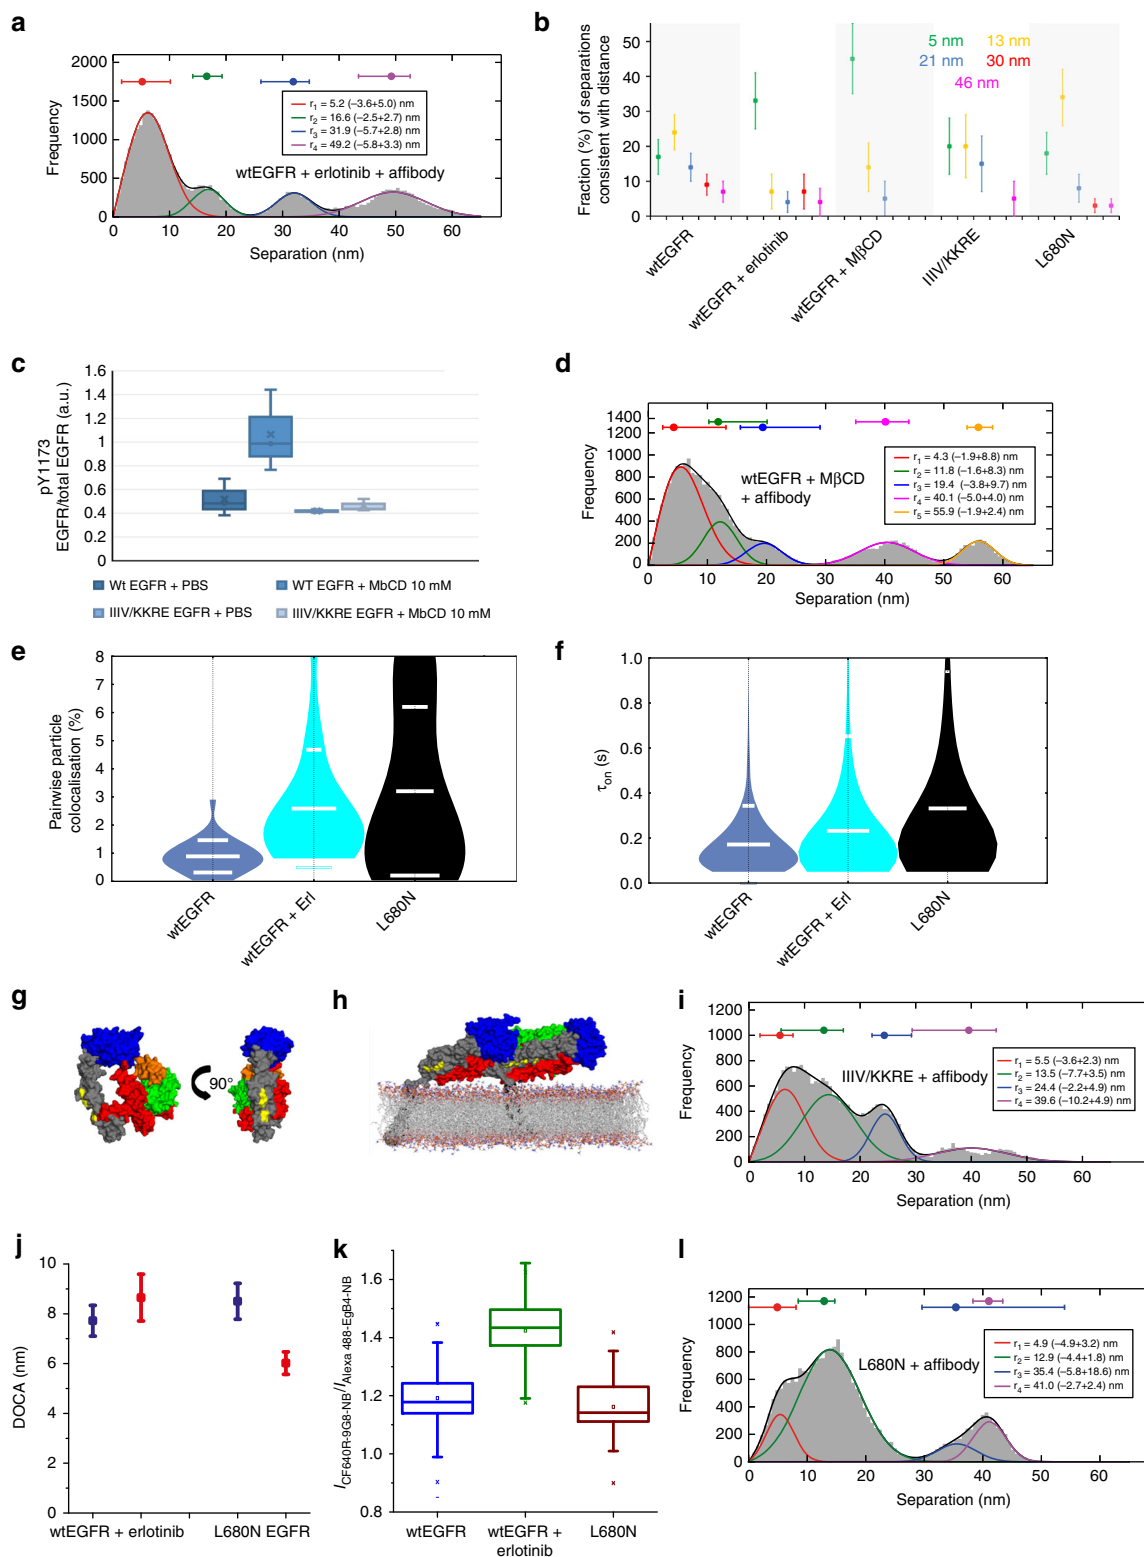 a
2000
1500
1000
500
0
Frequency
0 10 20 30 40 50 60
Separation (nm)
r1 = 5.2 (−3.6+5.0) nm
r2 = 16.6 (−2.5+2.7) nm
r3 = 31.9 (−5.7+2.8) nm
r4 = 49.2 (−5.8+3.3) nm
wtEGFR + erlotinib + affibody
b
50
40
30
20
10
0
Fraction (%) of separations
consistent with distance
5 nm 13 nm
21 nm 30 nm
46 nm
wtEGFR
wtEGFR + erlotinib
wtEGFR + MβCD
IIIV/KKRE
L680N
c
1.6
1.4
1.2
1
0.8
0.6
0.4
0.2
0
pY1173
EGFR/total EGFR (a.u.)
Wt EGFR + PBS
WT EGFR + MbCD 10 mM
IIIV/KKRE EGFR + PBS
IIIV/KKRE EGFR + MbCD 10 mM
d
1400
1200
1000
800
600
400
200
0
Frequency
0 10 20 30 40 50 60
Separation (nm)
wtEGFR + MβCD
+ affibody
r1 = 4.3 (−1.9+8.8) nm
r2 = 11.8 (−1.6+8.3) nm
r3 = 19.4 (−3.8+9.7) nm
r4 = 40.1 (−5.0+4.0) nm
r5 = 55.9 (−1.9+2.4) nm
e
8
7
6
5
4
3
2
1
0
Pairwise particle
colocalisation (%)
wtEGFR
wtEGFR + Erl
L680N
f
1.0
0.8
0.6
0.4
0.2
0.0
τon (s)
wtEGFR
wtEGFR + Erl
L680N
g
90°
h
i
1200
1000
800
600
400
200
0
Frequency
0 10 20 30 40 50 60
Separation (nm)
IIIV/KKRE + affibody
r1 = 5.5 (−3.6+2.3) nm
r2 = 13.5 (−7.7+3.5) nm
r3 = 24.4 (−2.2+4.9) nm
r4 = 39.6 (−10.2+4.9) nm
j
10
8
6
4
2
0
DOCA (nm)
wtEGFR + erlotinib
L680N EGFR
k
1.6
1.4
1.2
1.0
0.8
ICF640R-9G8-NB/IAlexa 488-EgB4-NB
wtEGFR
wtEGFR +
erlotinib
L680N
l
1200
1000
800
600
400
200
0
Frequency
0 10 20 30 40 50 60
Separation (nm)
L680N + affibody
r1 = 4.9 (−4.9+3.2) nm
r2 = 12.9 (−4.4+1.8) nm
r3 = 35.4 (−5.8+18.6) nm
r4 = 41.0 (−2.7+2.4) nm